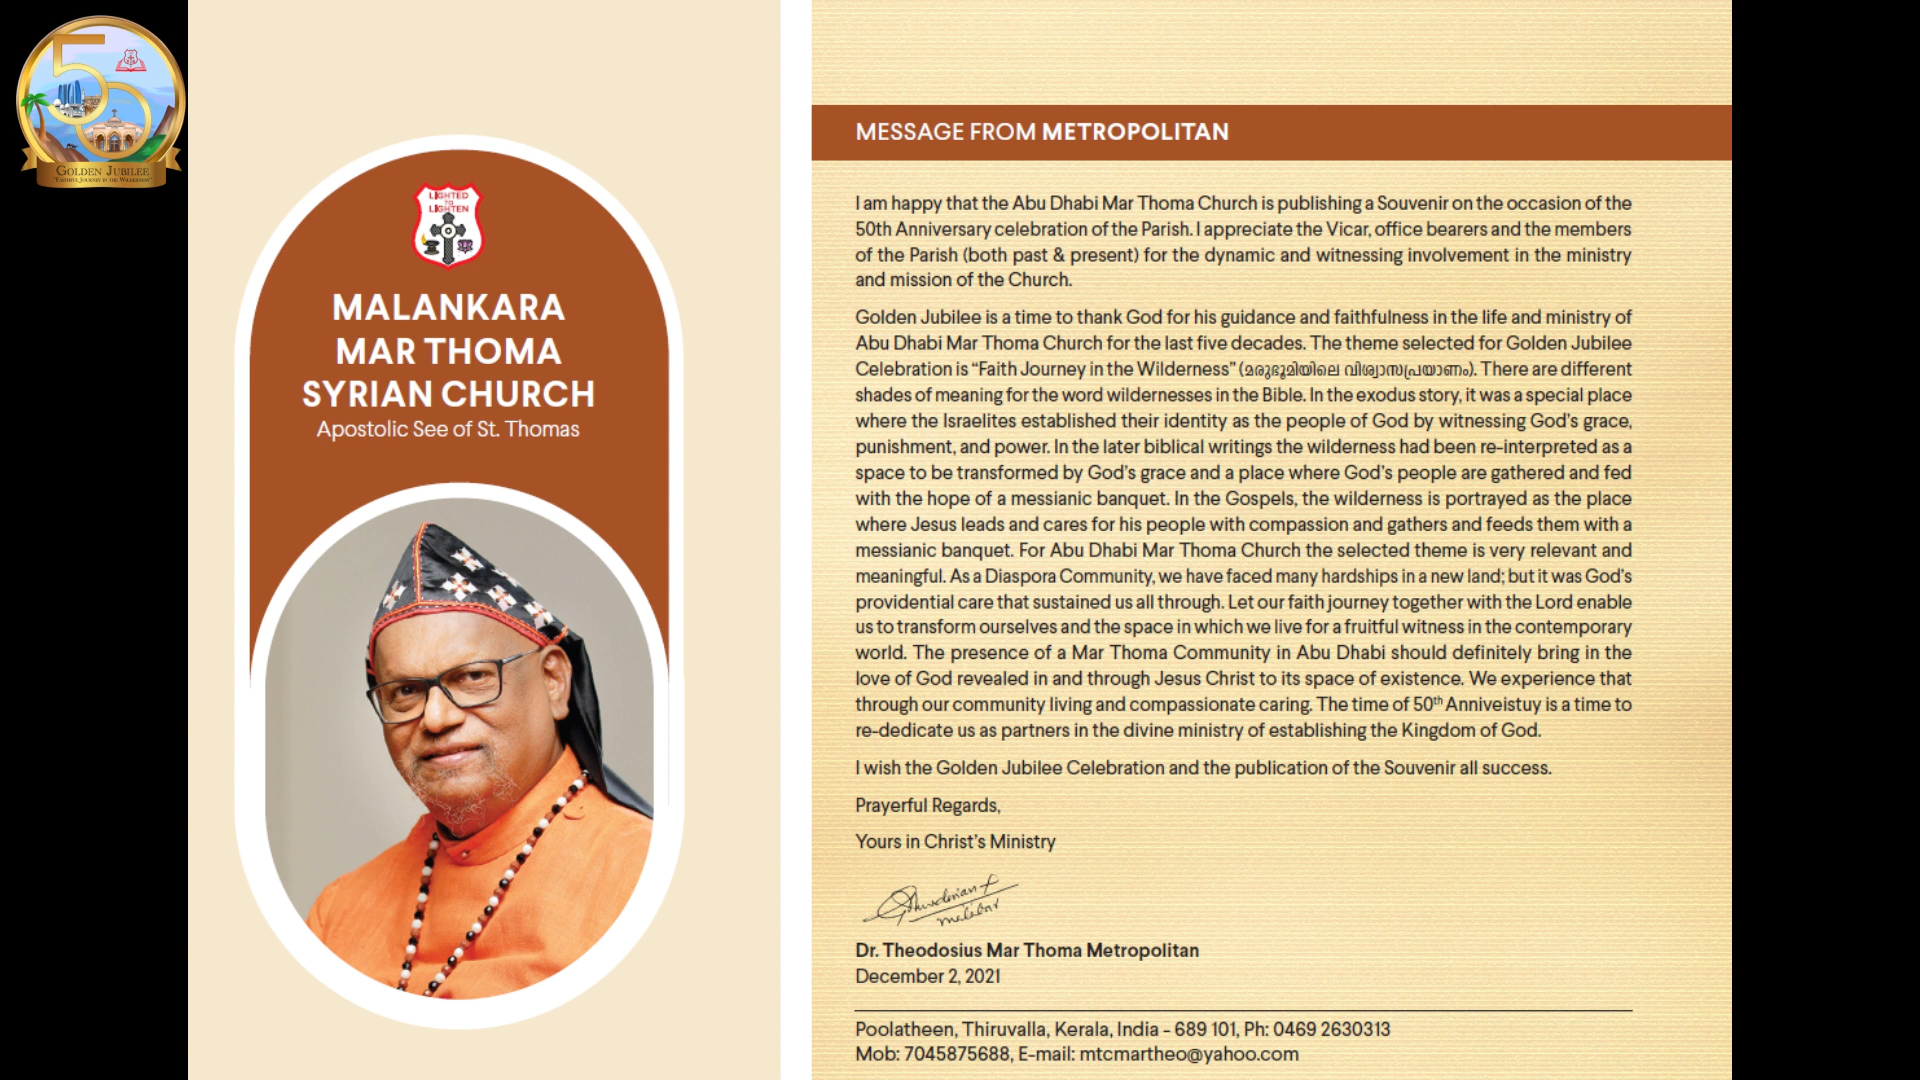 50
GOLDEN JUBILEE
"FAITHFUL JOURNEY IN THE WILDERNESS"
LIGHTED
TO
LIGHTEN
MALANKARA
MAR THOMA
SYRIAN CHURCH
Apostolic See of St. Thomas
MESSAGE FROM METROPOLITAN
I am happy that the Abu Dhabi Mar Thoma Church is publishing a Souvenir on the occasion of the
50th Anniversary celebration of the Parish. I appreciate the Vicar, office bearers and the members
of the Parish (both past & present) for the dynamic and witnessing involvement in the ministry
and mission of the Church.
Golden Jubilee is a time to thank God for his guidance and faithfulness in the life and ministry of
Abu Dhabi Mar Thoma Church for the last five decades. The theme selected for Golden Jubilee
Celebration is “Faith Journey in the Wilderness” (മരുഭൂമിയിലെ വിശ്വാസപ്രയാണം). There are different
shades of meaning for the word wildernesses in the Bible. In the exodus story, it was a special place
where the Israelites established their identity as the people of God by witnessing God’s grace,
punishment, and power. In the later biblical writings the wilderness had been re-interpreted as a
space to be transformed by God’s grace and a place where God’s people are gathered and fed
with the hope of a messianic banquet. In the Gospels, the wilderness is portrayed as the place
where Jesus leads and cares for his people with compassion and gathers and feeds them with a
messianic banquet. For Abu Dhabi Mar Thoma Church the selected theme is very relevant and
meaningful. As a Diaspora Community, we have faced many hardships in a new land; but it was God’s
providential care that sustained us all through. Let our faith journey together with the Lord enable
us to transform ourselves and the space in which we live for a fruitful witness in the contemporary
world. The presence of a Mar Thoma Community in Abu Dhabi should definitely bring in the
love of God revealed in and through Jesus Christ to its space of existence. We experience that
through our community living and compassionate caring. The time of 50th Anniveistuy is a time to
re-dedicate us as partners in the divine ministry of establishing the Kingdom of God.
I wish the Golden Jubilee Celebration and the publication of the Souvenir all success.
Prayerful Regards,
Yours in Christ’s Ministry
Dr. Theodosius Mar Thoma Metropolitan
December 2, 2021
Poolatheen, Thiruvalla, Kerala, India - 689 101, Ph: 0469 2630313
Mob: 7045875688, E-mail: mtcmartheo@yahoo.com